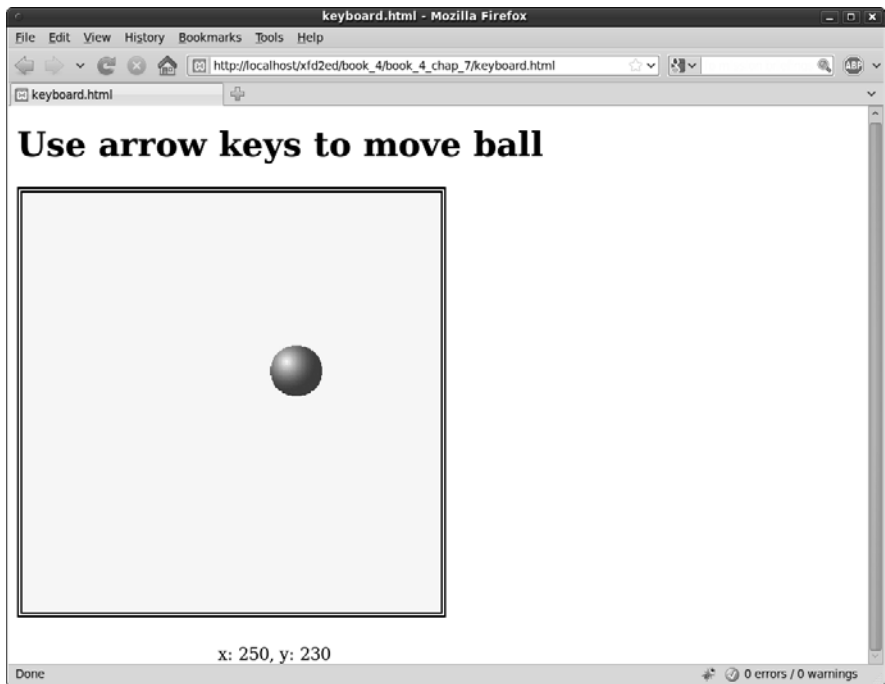 keyboard.html - Mozilla Firefox
File Edit View History Bookmarks Tools Help
http://localhost/xfd2ed/book_4/book_4_chap_7/keyboard.html
ABP
keyboard.html
Use arrow keys to move ball
x: 250, y: 230
Done
0 errors / 0 warnings